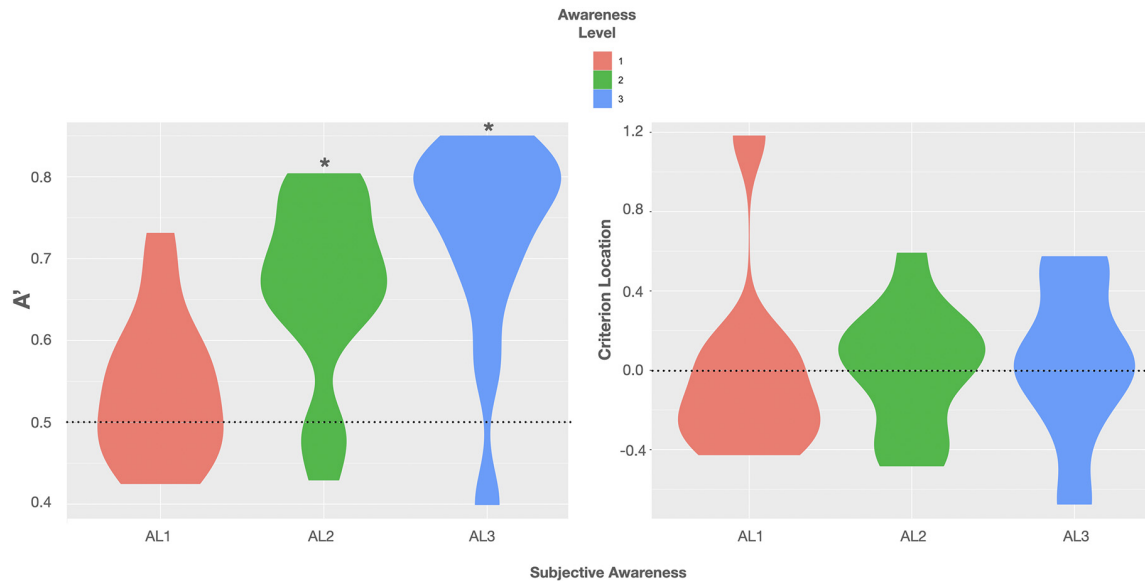 Awareness
Level
1
2
3
*
*
0.8
0.7
0.6
0.5
0.4
A'
AL1
AL2
AL3
1.2
0.8
0.4
0.0
-0.4
Criterion Location
AL1
AL2
AL3
Subjective Awareness